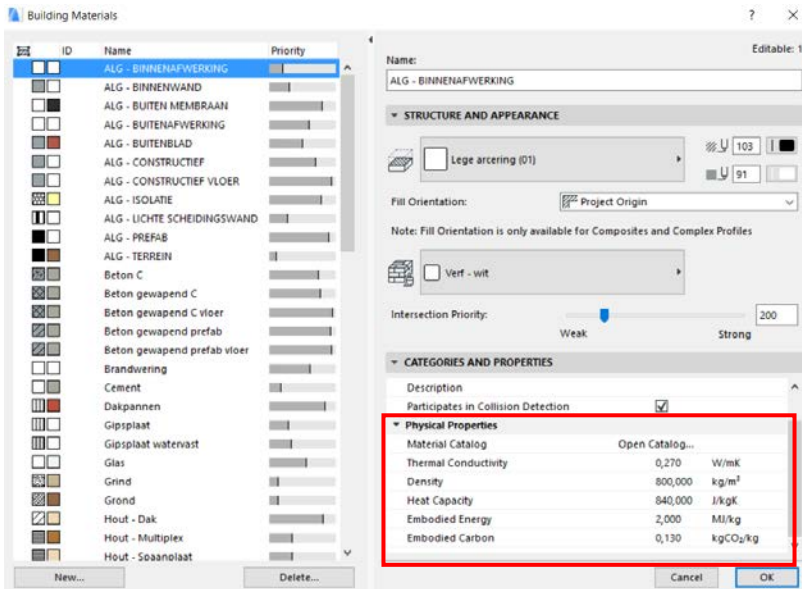 Building Materials
? ×
ID Name Priority
ALG - BINNENAFWERKING
ALG - BINNENWAND
ALG - BUITEN MEMBRAAN
ALG - BUITENAFWERKING
ALG - BUITENBLAD
ALG - CONSTRUCTIEF
ALG - CONSTRUCTIEF VLOER
ALG - ISOLATIE
ALG - LICHTE SCHEIDINGSWAND
ALG - PREFAB
ALG - TERREIN
Beton C
Beton gewapend C
Beton gewapend C vloer
Beton gewapend prefab
Beton gewapend prefab vloer
Brandwering
Cement
Dakpannen
Gipsplaat
Gipsplaat watervast
Glas
Grind
Grond
Hout - Dak
Hout - Multiplex
Hout - Spaanplaat
New...
Delete...
Editable: 1
Name:
ALG - BINNENAFWERKING
STRUCTURE AND APPEARANCE
Lege arcering (01)
103
91
Fill Orientation: Project Origin
Note: Fill Orientation is only available for Composites and Complex Profiles
Verf - wit
Intersection Priority: 200
Weak Strong
CATEGORIES AND PROPERTIES
Description
Participates in Collision Detection
Physical Properties
Material Catalog Open Catalog...
Thermal Conductivity 0,270 W/mK
Density 800,000 kg/m³
Heat Capacity 840,000 J/kgK
Embodied Energy 2,000 MJ/kg
Embodied Carbon 0,130 kgCO₂/kg
Cancel
OK